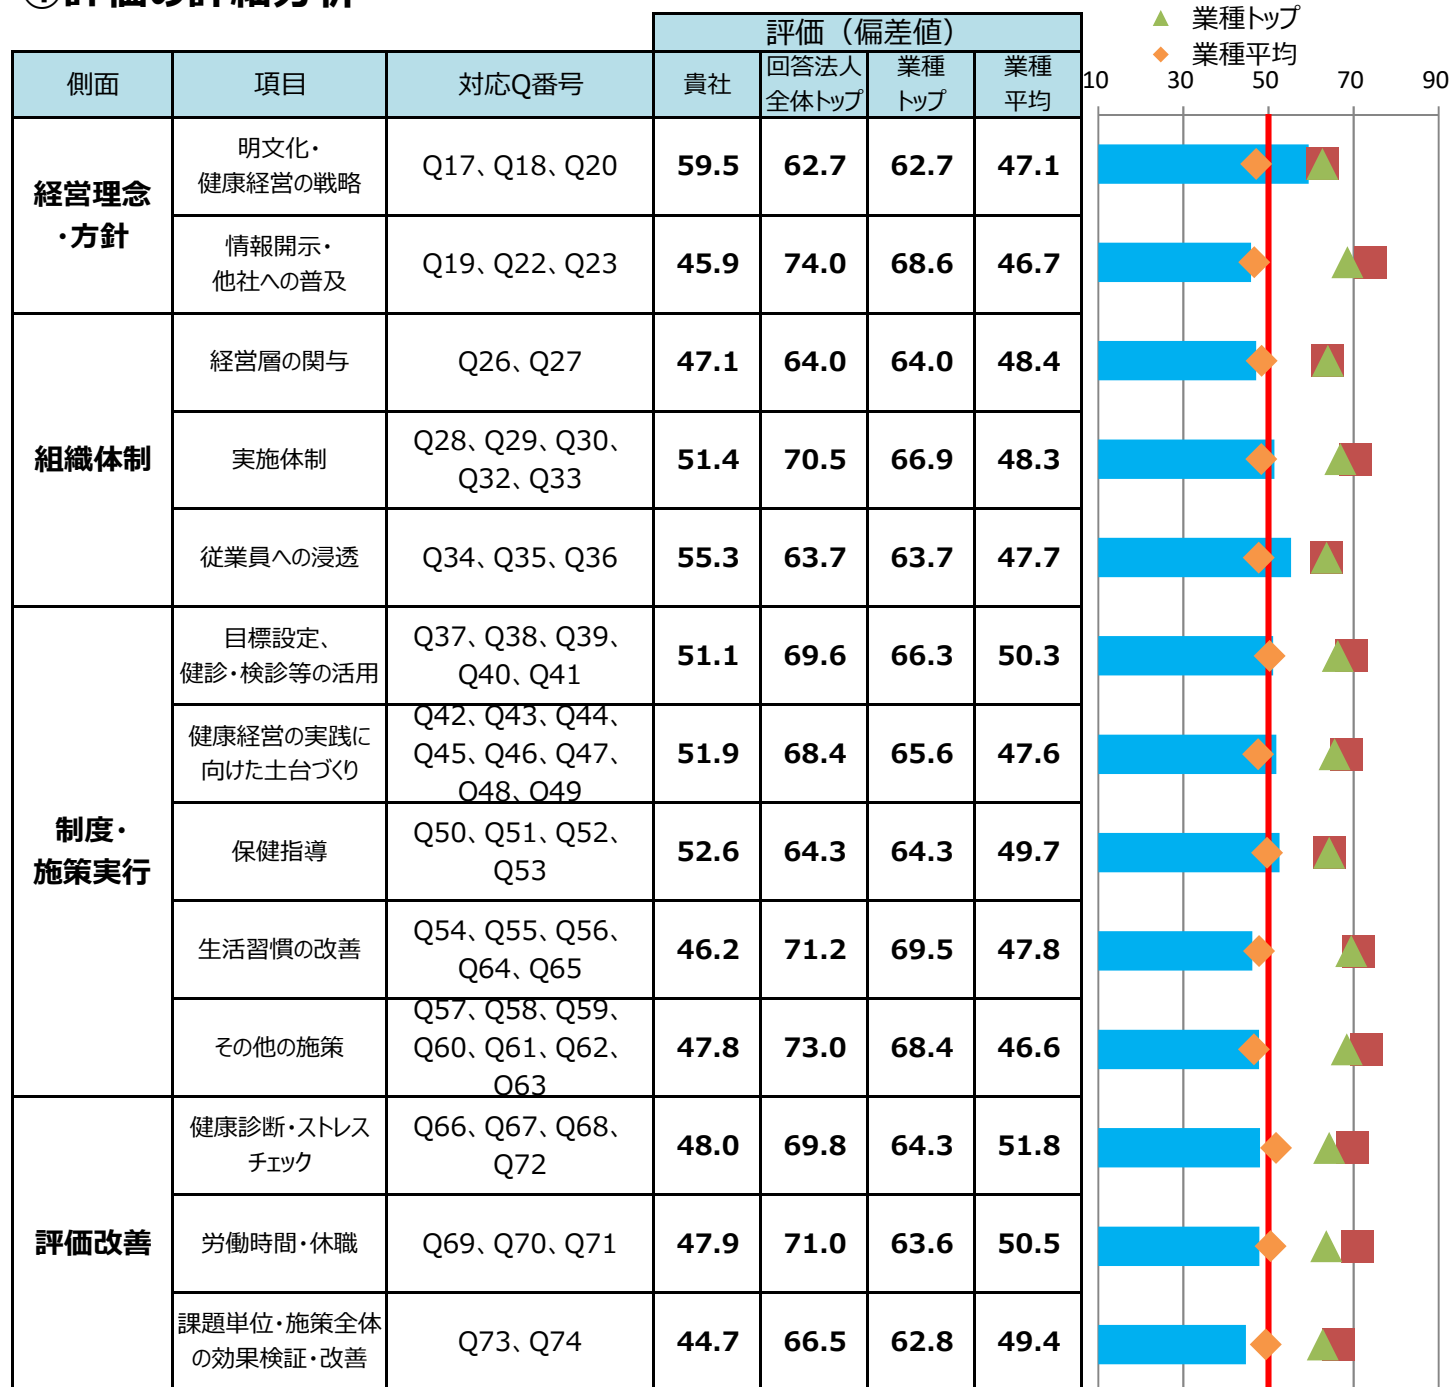 ①評価の詳細分析
▲ 業種トップ
◆ 業種平均
評価（偏差値）
側面 項目 対応Q番号 貴社 回答法人全体トップ 業種トップ 業種平均
10 30 50 70 90
経営理念
・方針
明文化・
健康経営の戦略
Q17、Q18、Q20 59.5 62.7 62.7 47.1
情報開示・
他社への普及
Q19、Q22、Q23 45.9 74.0 68.6 46.7
組織体制
経営層の関与 Q26、Q27 47.1 64.0 64.0 48.4
実施体制
Q28、Q29、Q30、
Q32、Q33
51.4 70.5 66.9 48.3
従業員への浸透 Q34、Q35、Q36 55.3 63.7 63.7 47.7
制度・
施策実行
目標設定、
健診・検診等の活用
Q37、Q38、Q39、
Q40、Q41
51.1 69.6 66.3 50.3
健康経営の実践に
向けた土台づくり
Q42、Q43、Q44、
Q45、Q46、Q47、
Q48、Q49
51.9 68.4 65.6 47.6
保健指導
Q50、Q51、Q52、
Q53
52.6 64.3 64.3 49.7
生活習慣の改善
Q54、Q55、Q56、
Q64、Q65
46.2 71.2 69.5 47.8
その他の施策
Q57、Q58、Q59、
Q60、Q61、Q62、
Q63
47.8 73.0 68.4 46.6
評価改善
健康診断・ストレス
チェック
Q66、Q67、Q68、
Q72
48.0 69.8 64.3 51.8
労働時間・休職 Q69、Q70、Q71 47.9 71.0 63.6 50.5
課題単位・施策全体
の効果検証・改善
Q73、Q74 44.7 66.5 62.8 49.4